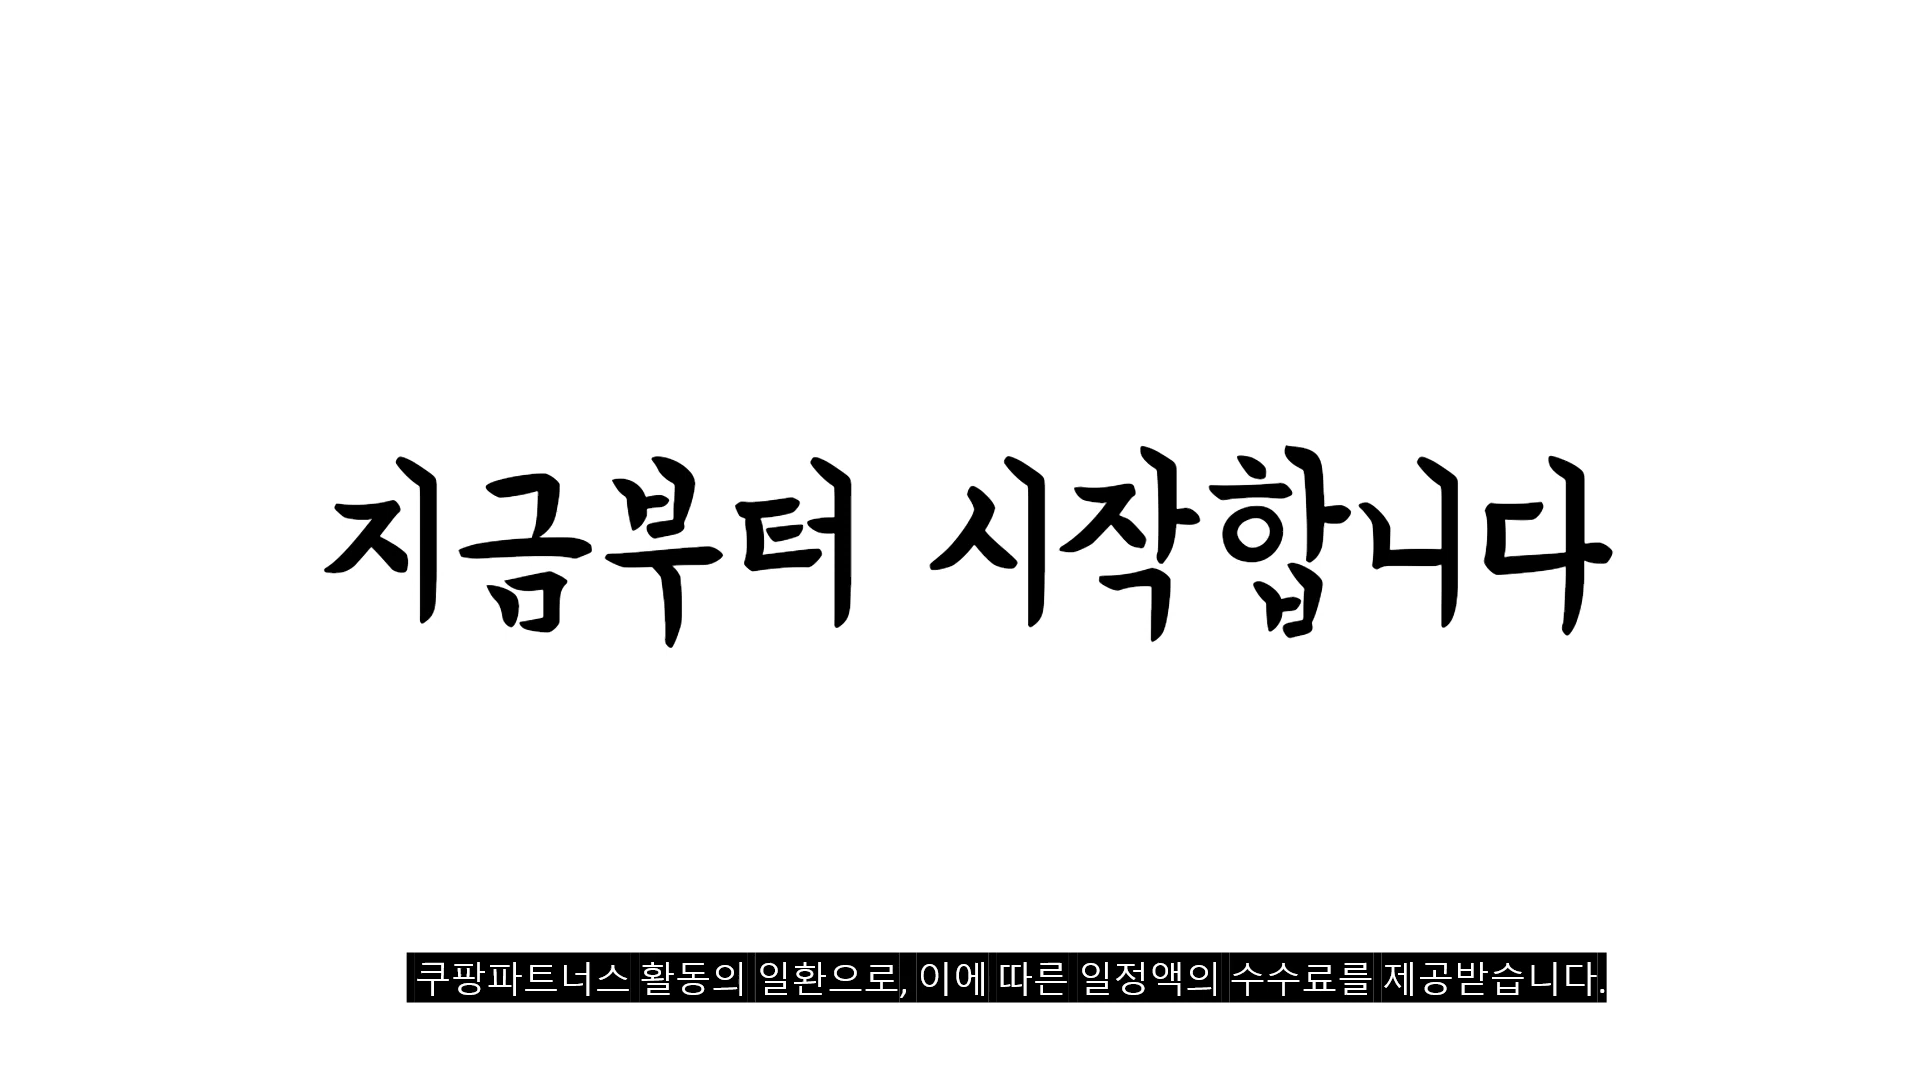 지금부터 시작합니다
쿠팡파트너스 활동의 일환으로, 이에 따른 일정액의 수수료를 제공받습니다.